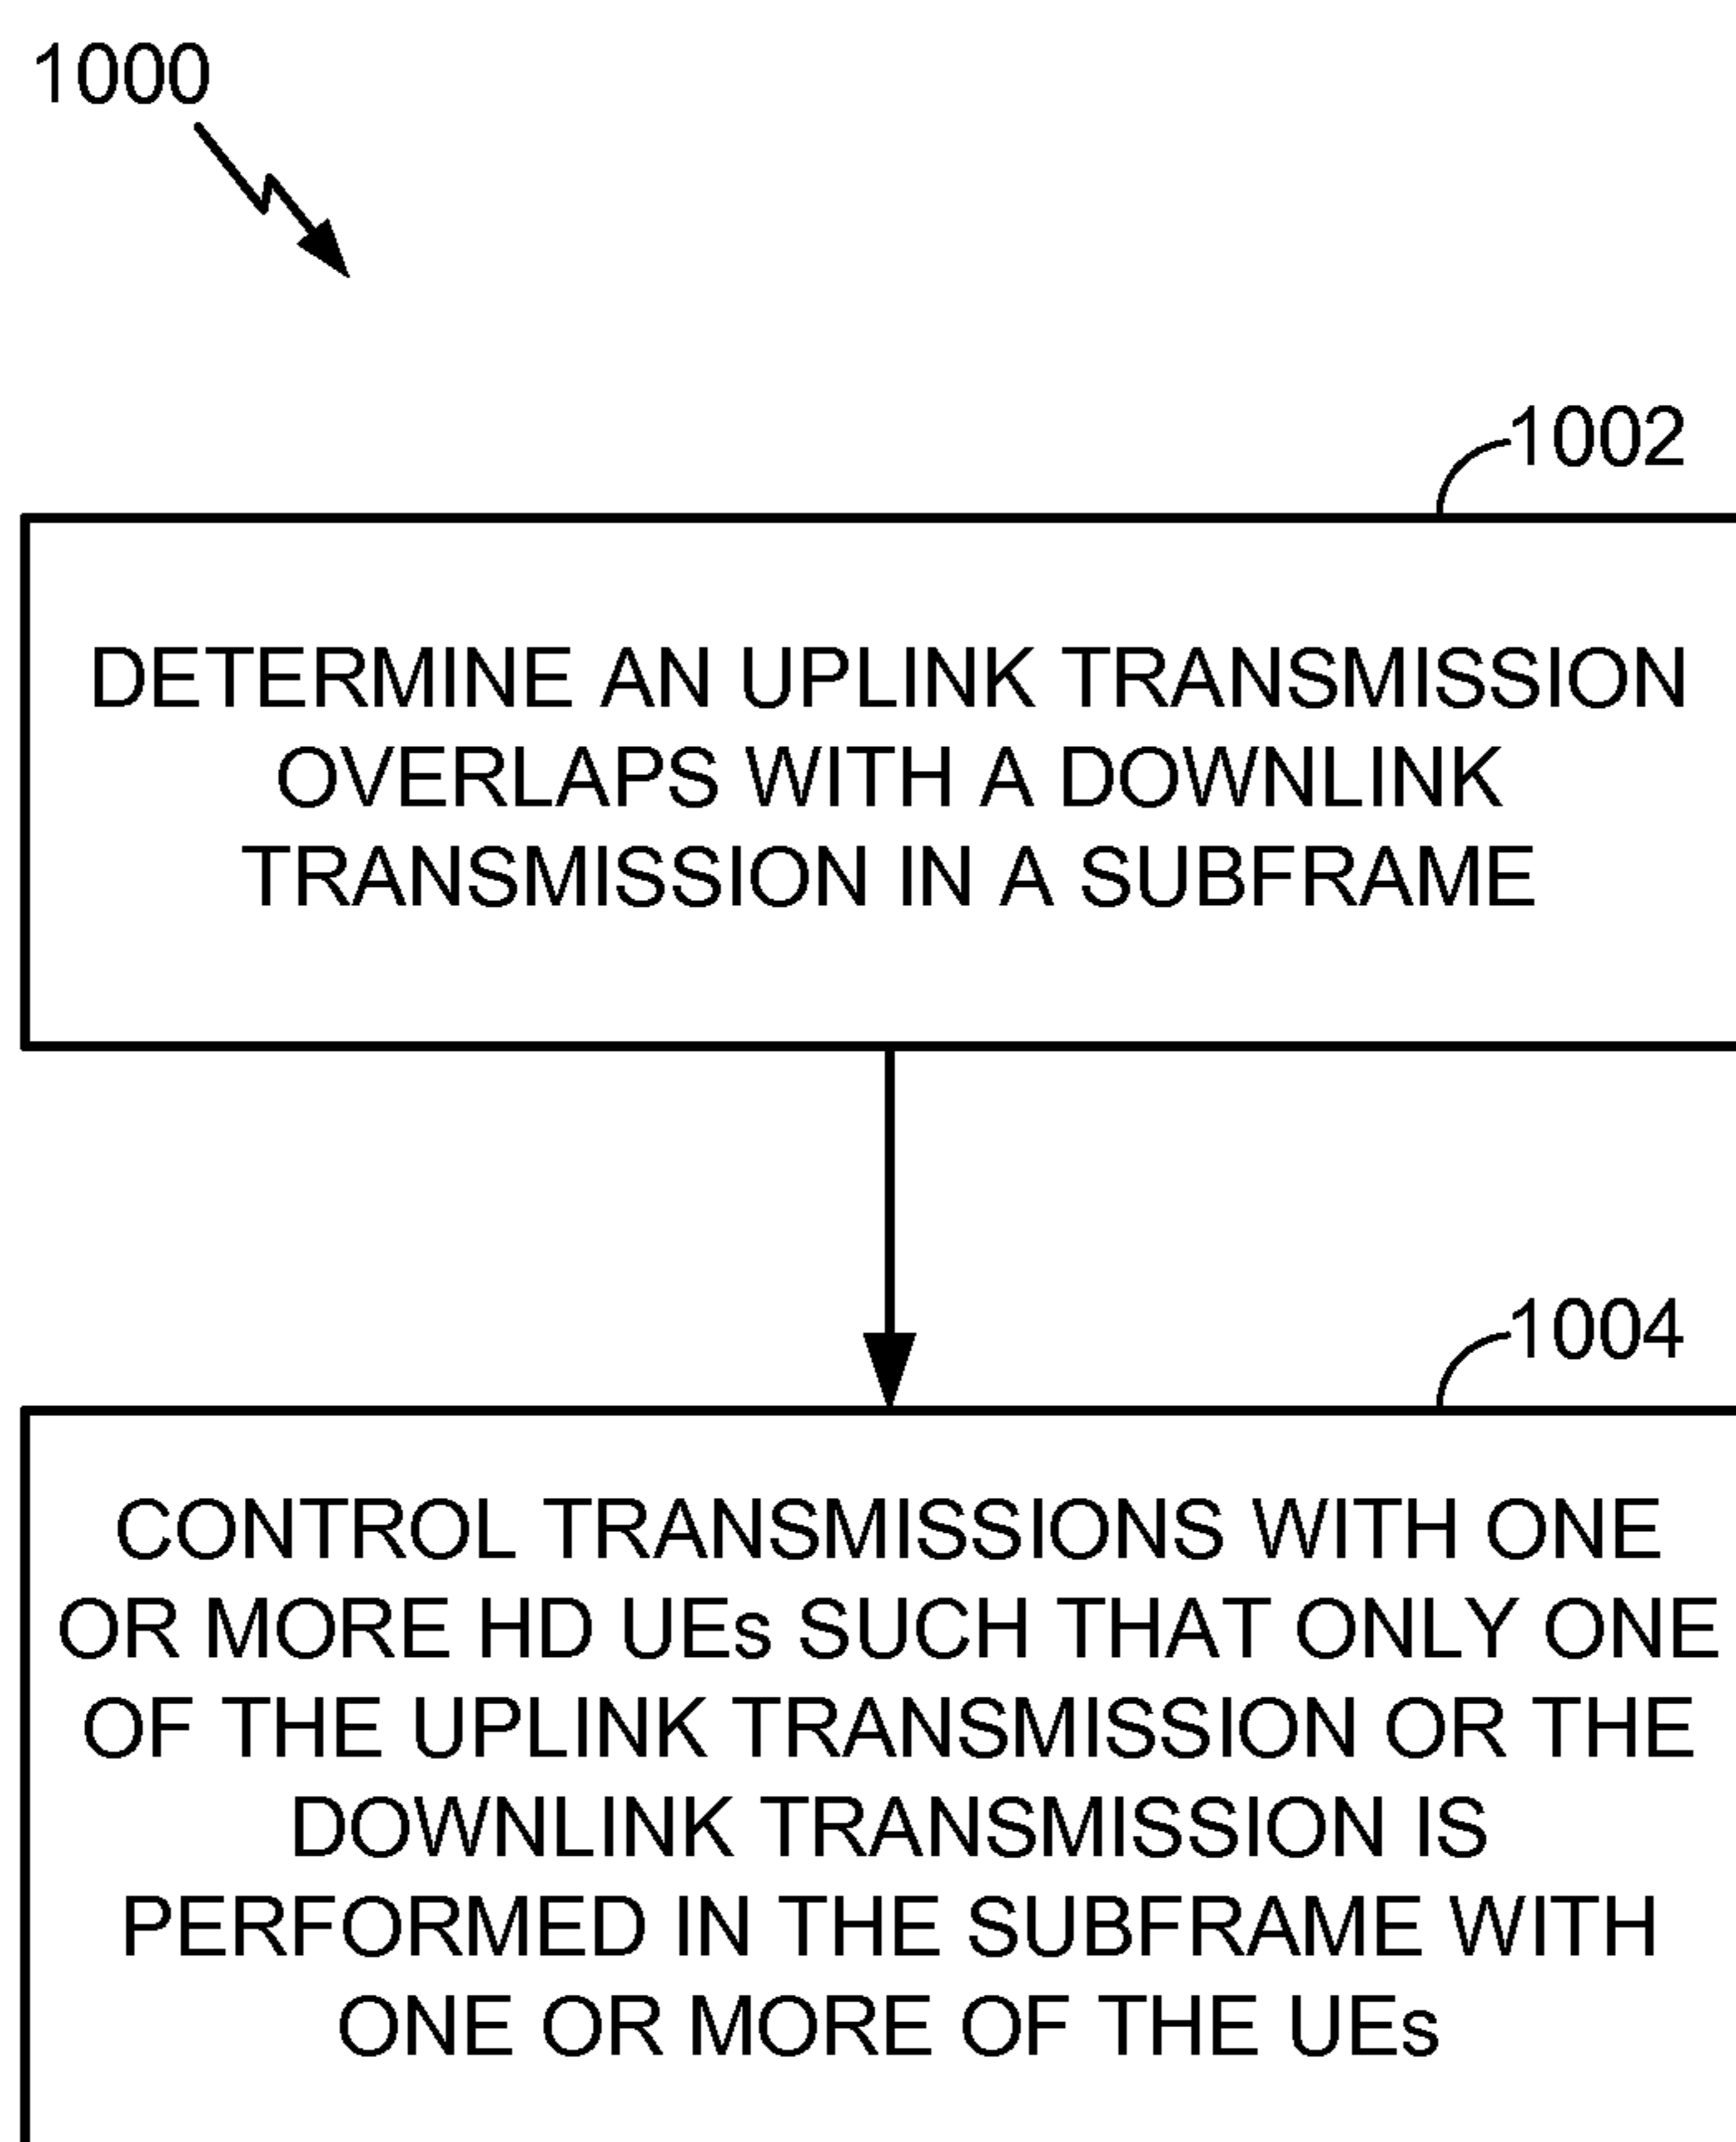 1000
1002
DETERMINE AN UPLINK TRANSMISSION
OVERLAPS WITH A DOWNLINK
TRANSMISSION IN A SUBFRAME
1004
CONTROL TRANSMISSIONS WITH ONE
OR MORE HD UEs SUCH THAT ONLY ONE
OF THE UPLINK TRANSMISSION OR THE
DOWNLINK TRANSMISSION IS
PERFORMED IN THE SUBFRAME WITH
ONE OR MORE OF THE UEs